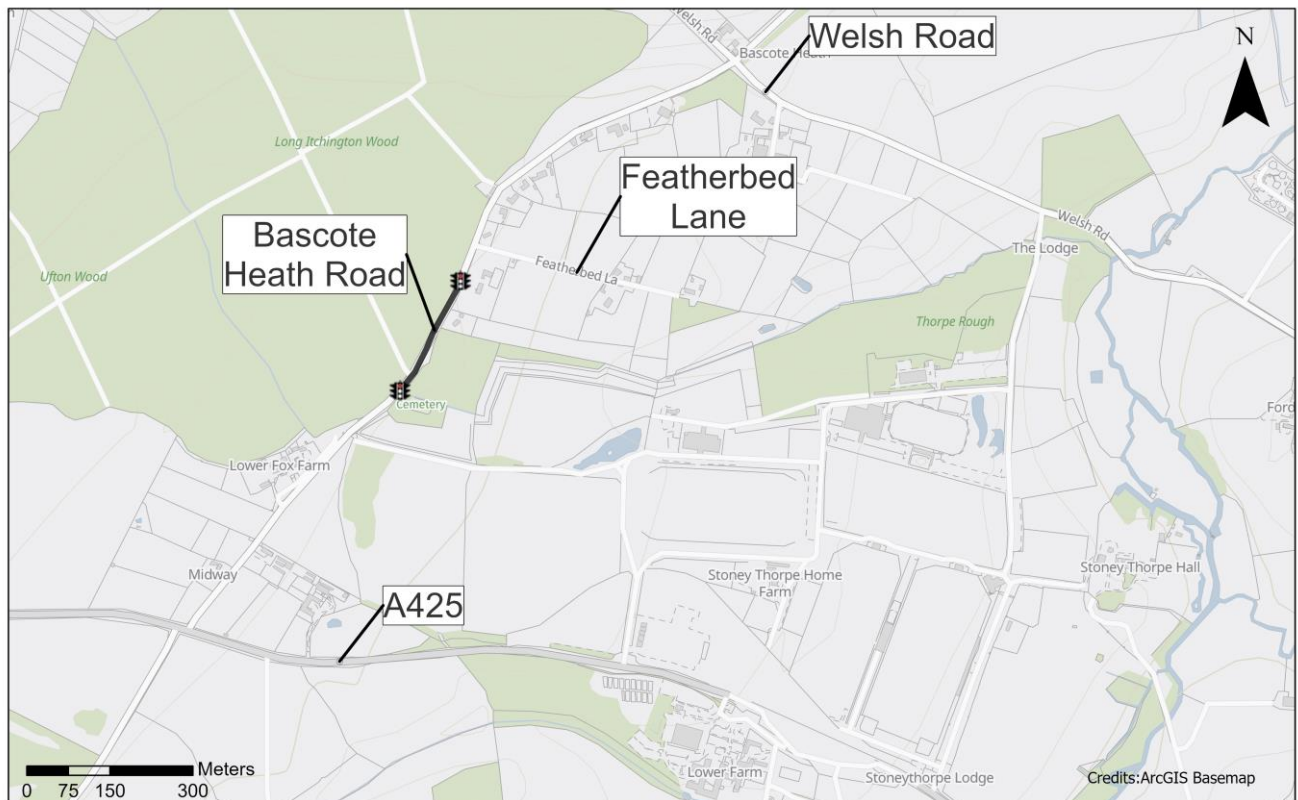 Welsh Rd
Welsh Road
Bascote Heath
N
Long Itchington Wood
Featherbed
Lane
Bascote
Heath Road
Welsh Rd
The Lodge
Featherbed La
Ufton Wood
Thorpe Rough
Cemetery
Ford
Lower Fox Farm
Midway
Stoney Thorpe Home
Farm
Stoney Thorpe Hall
A425
Meters
0 75 150 300
Lower Farm
Stoneythorpe Lodge
Credits:ArcGIS Basemap